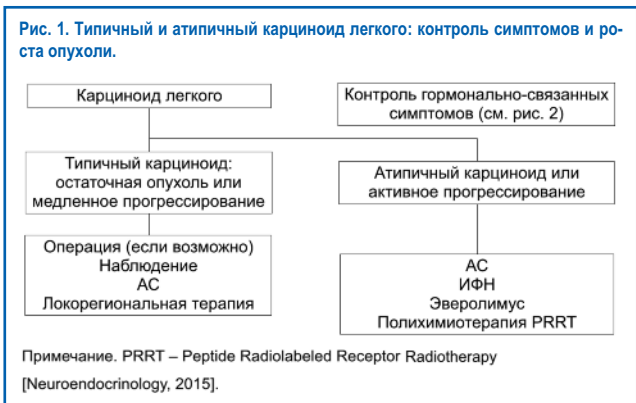 Рис. 1. Типичный и атипичный карциноид легкого: контроль симптомов и ро-
ста опухоли.
Карциноид легкого
Контроль гормонально-связанных
симптомов (см. рис. 2)
Типичный карциноид:
остаточная опухоль или
медленное прогрессирование
Атипичный карциноид или
активное прогрессирование
Операция (если возможно)
Наблюдение
АС
Локорегиональная терапия
АС
ИФН
Эверолимус
Полихимиотерапия PRRT
Примечание. PRRT – Peptide Radiolabeled Receptor Radiotherapy
[Neuroendocrinology, 2015].